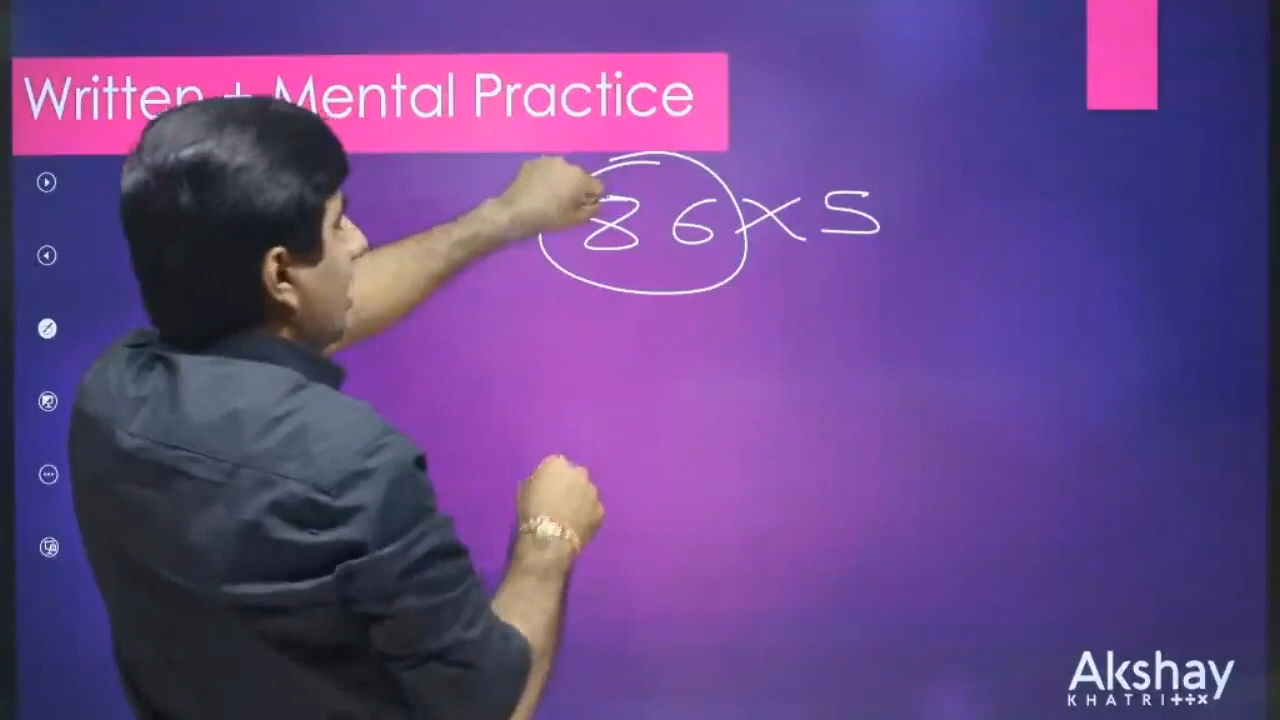 Written + Mental Practice
86 X 5
Akshay
KHATRI+÷×